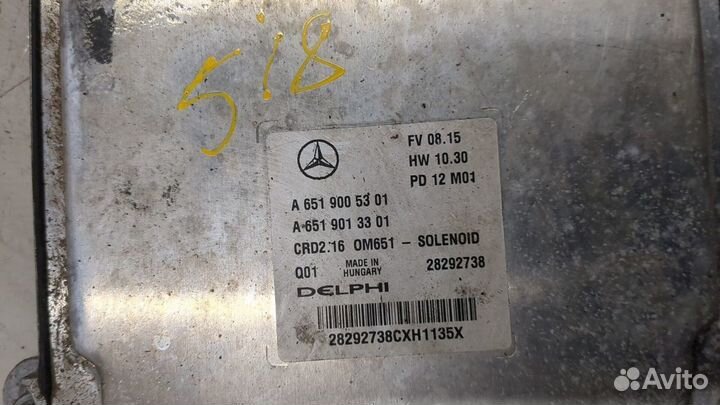 5i8
FV 08.15
HW 10.30
PD 12 M01
A 651 900 53 01
A 651 901 33 01
CRD2.16 OM651 - SOLENOID
Q01 MADE IN HUNGARY 28292738
DELPHI
28292738CXH1135X
Avito